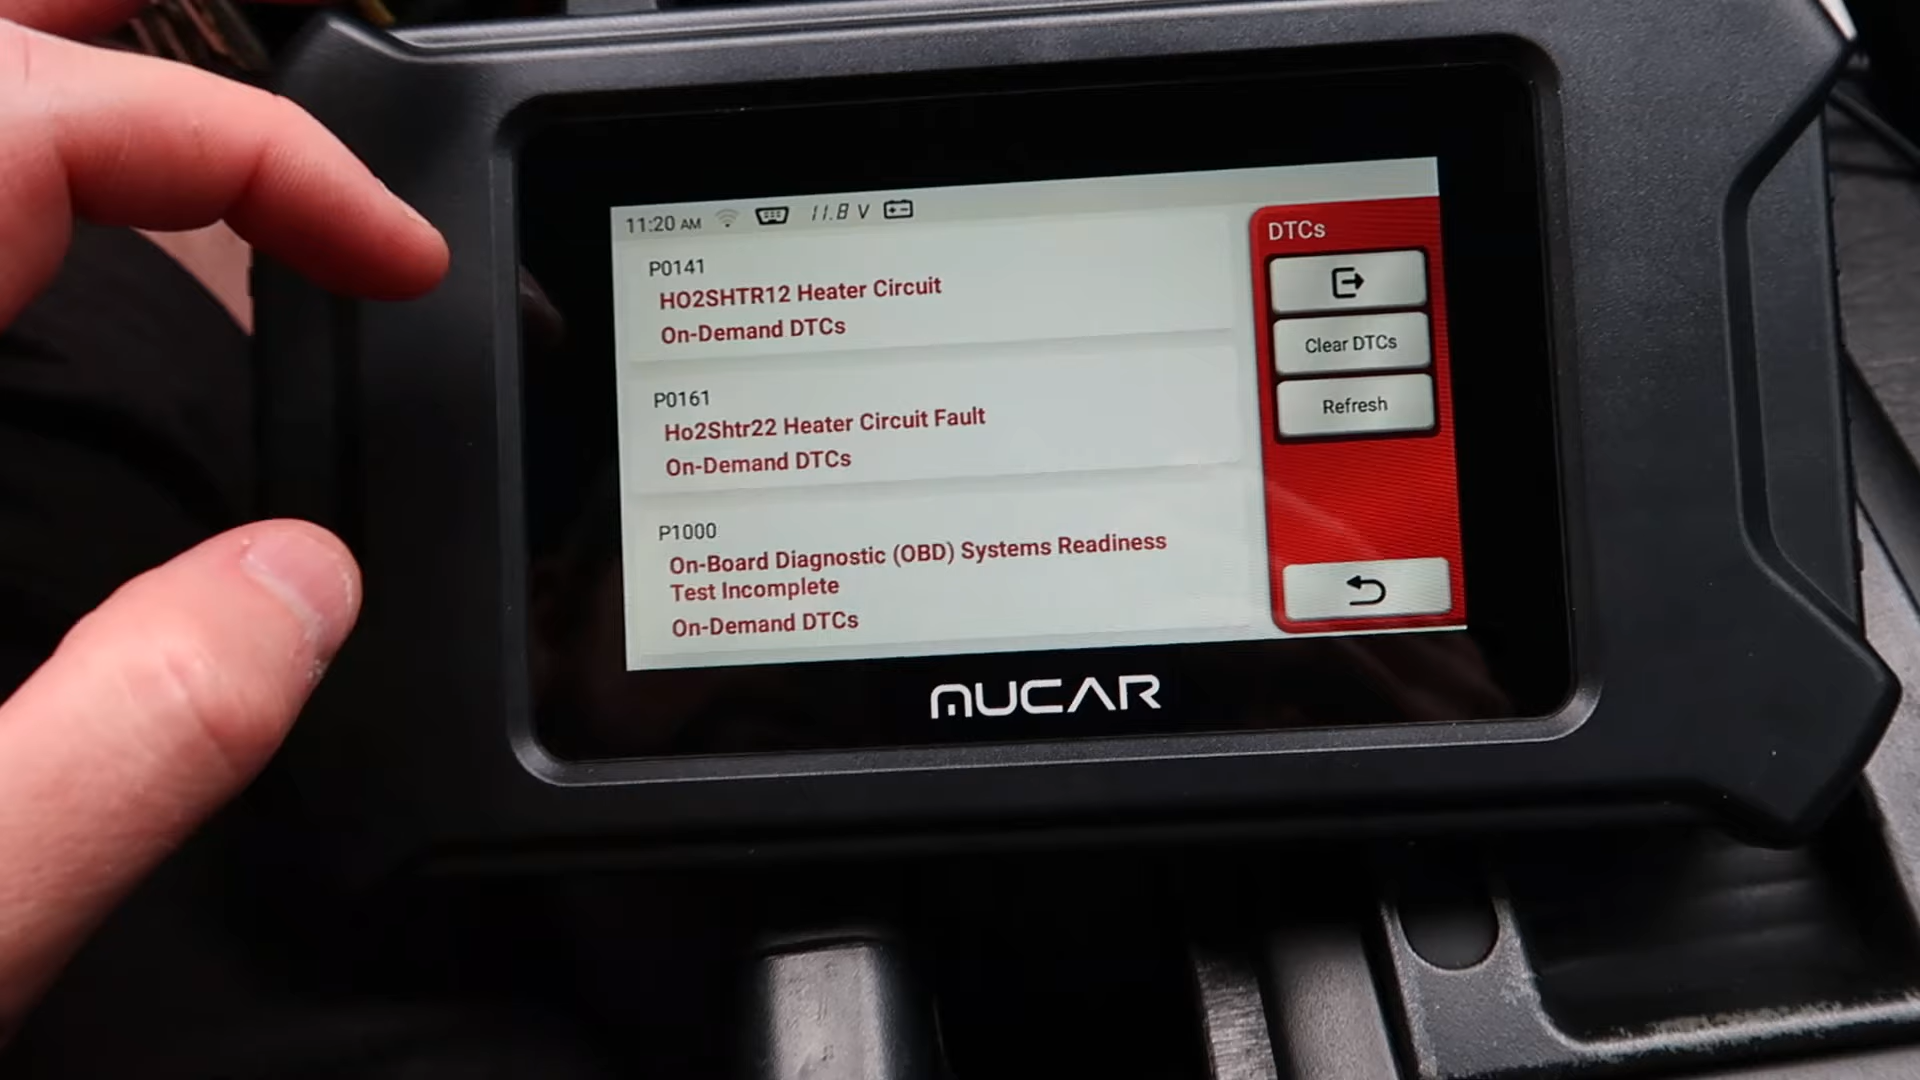 11:20 AM 11.8 V
DTCs
P0141
HO2SHTR12 Heater Circuit
On-Demand DTCs
Clear DTCs
P0161
Ho2Shtr22 Heater Circuit Fault
On-Demand DTCs
Refresh
P1000
On-Board Diagnostic (OBD) Systems Readiness
Test Incomplete
On-Demand DTCs
MUCAR